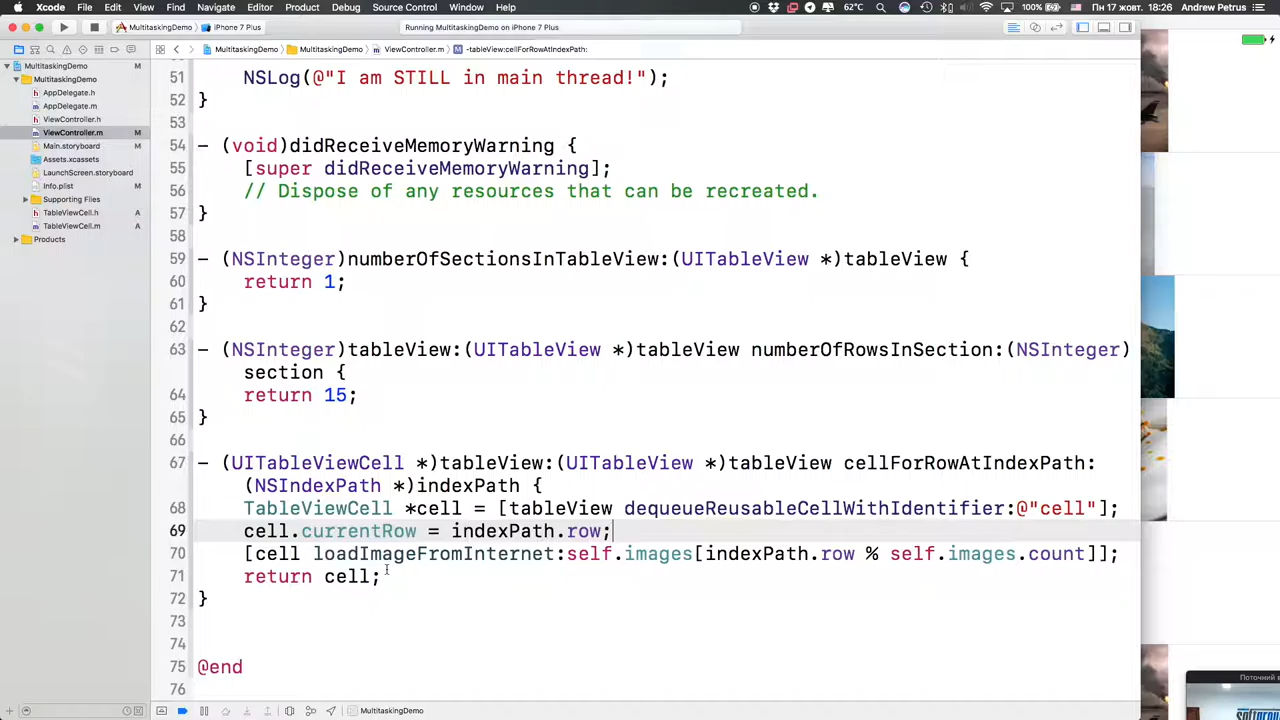 Xcode File Edit View Find Navigate Editor Product Debug Source Control Multitasking Window Help 62°C 100% Пт 17 жовт. 18:26 Andrew Petrus
MultitaskingDemo iPhone 7 Plus Running MultitaskingDemo on iPhone 7 Plus
MultitaskingDemo MultitaskingDemo ViewController.m M -tableView:cellForRowAtIndexPath:
MultitaskingDemo M
MultitaskingDemo
AppDelegate.h
AppDelegate.m
ViewController.h
ViewController.m M
Main.storyboard M
Assets.xcassets
LaunchScreen.storyboard
Info.plist M
Supporting Files
TableViewCell.h A
TableViewCell.m A
Products
51 NSLog(@"I am STILL in main thread!");
52 }
53
54 - (void)didReceiveMemoryWarning {
55 [super didReceiveMemoryWarning];
56 // Dispose of any resources that can be recreated.
57 }
58
59 - (NSInteger)numberOfSectionsInTableView:(UITableView *)tableView {
60 return 1;
61 }
62
63 - (NSInteger)tableView:(UITableView *)tableView numberOfRowsInSection:(NSInteger)
section {
64 return 15;
65 }
66
67 - (UITableViewCell *)tableView:(UITableView *)tableView cellForRowAtIndexPath:
(NSIndexPath *)indexPath {
68 TableViewCell *cell = [tableView dequeueReusableCellWithIdentifier:@"cell"];
69 cell.currentRow = indexPath.row;
70 [cell loadImageFromInternet:self.images[indexPath.row % self.images.count]];
71 return cell;
72 }
73
74
75 @end
76
MultitaskingDemo
Поточний